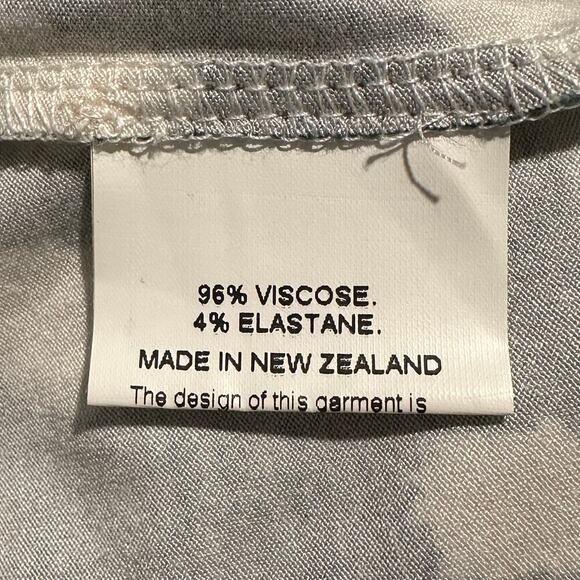 96% VISCOSE.
4% ELASTANE.
MADE IN NEW ZEALAND
The design of this garment is